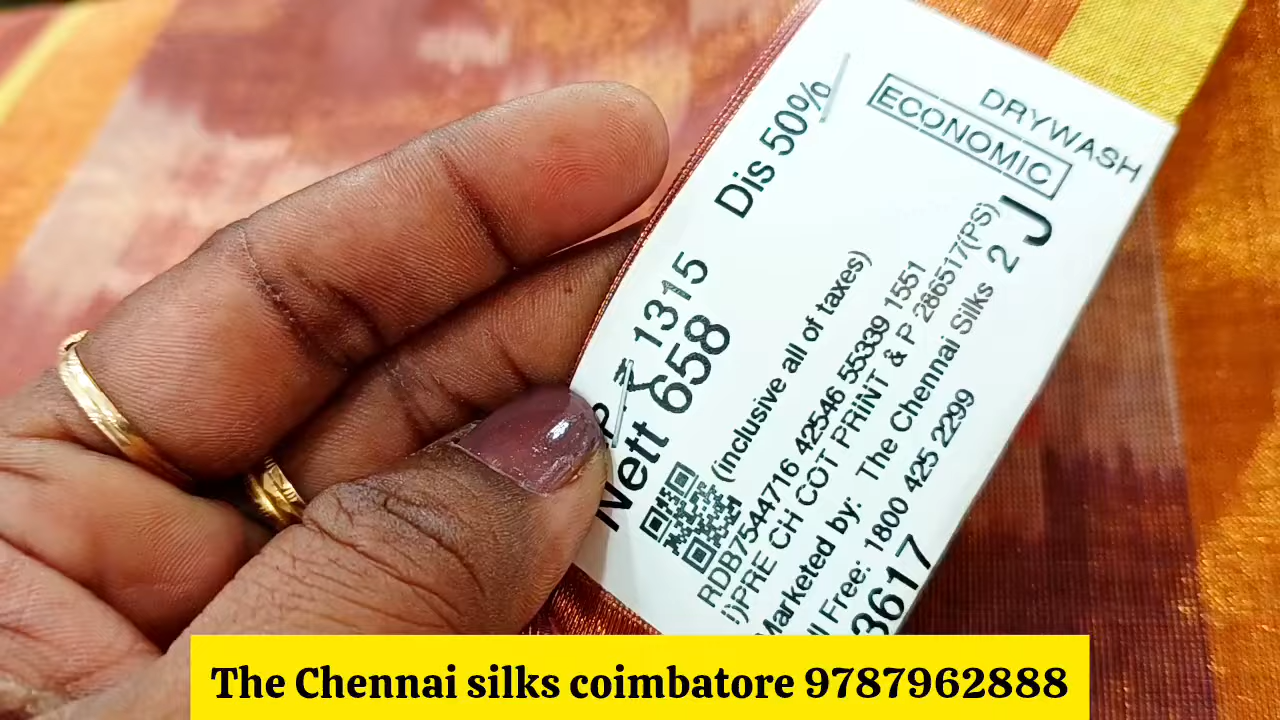 DRYWASH
ECONOMIC
Dis 50%
J
2
P ₹ 1315
Nett 658
(inclusive all of taxes)
RDB7544716 42546 55339 1551
I)PRE CH COT PRINT & P 286517(PS)
Marketed by: The Chennai Silks
ll Free: 1800 425 2299
3617
The Chennai silks coimbatore 9787962888